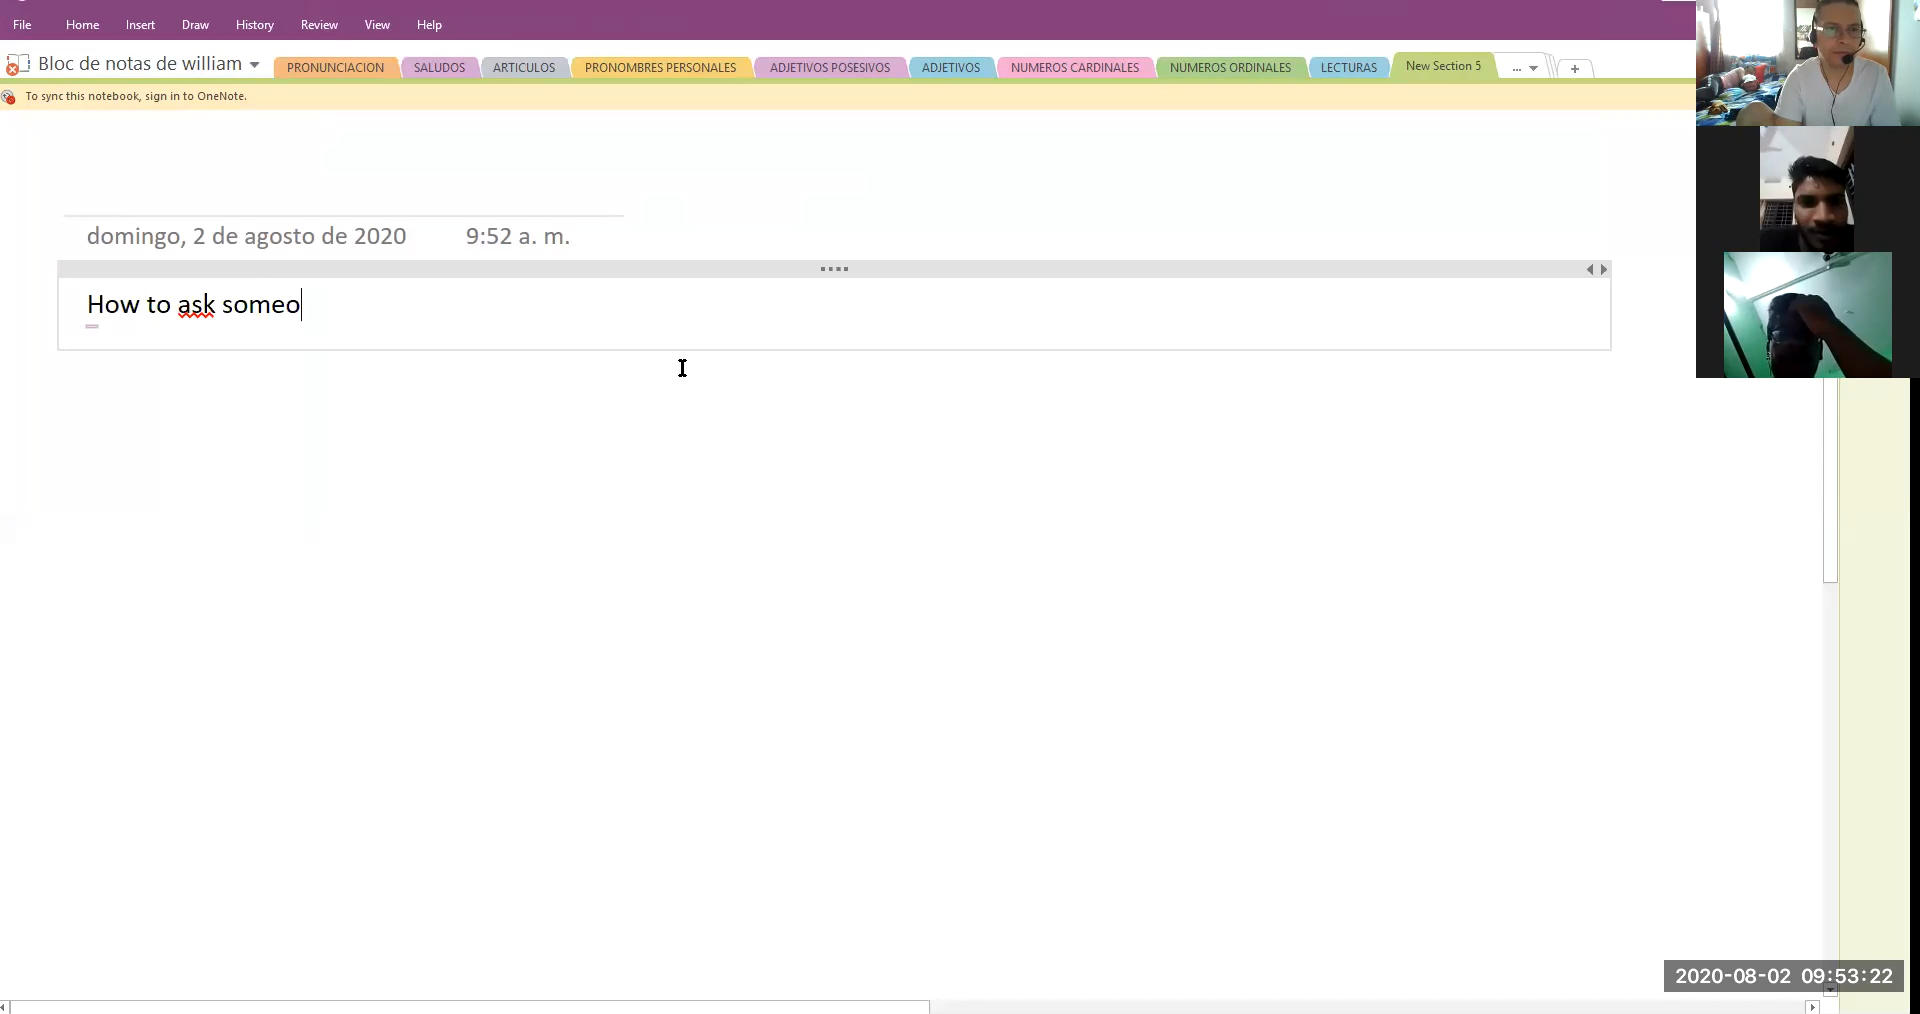 File Home Insert Draw History Review View Help
Bloc de notas de william PRONUNCIACION SALUDOS ARTICULOS PRONOMBRES PERSONALES ADJETIVOS POSESIVOS ADJETIVOS NUMEROS CARDINALES NUMEROS ORDINALES LECTURAS New Section 5 ... +
To sync this notebook, sign in to OneNote.
domingo, 2 de agosto de 2020 9:52 a. m.
How to ask someo
2020-08-02 09:53:22